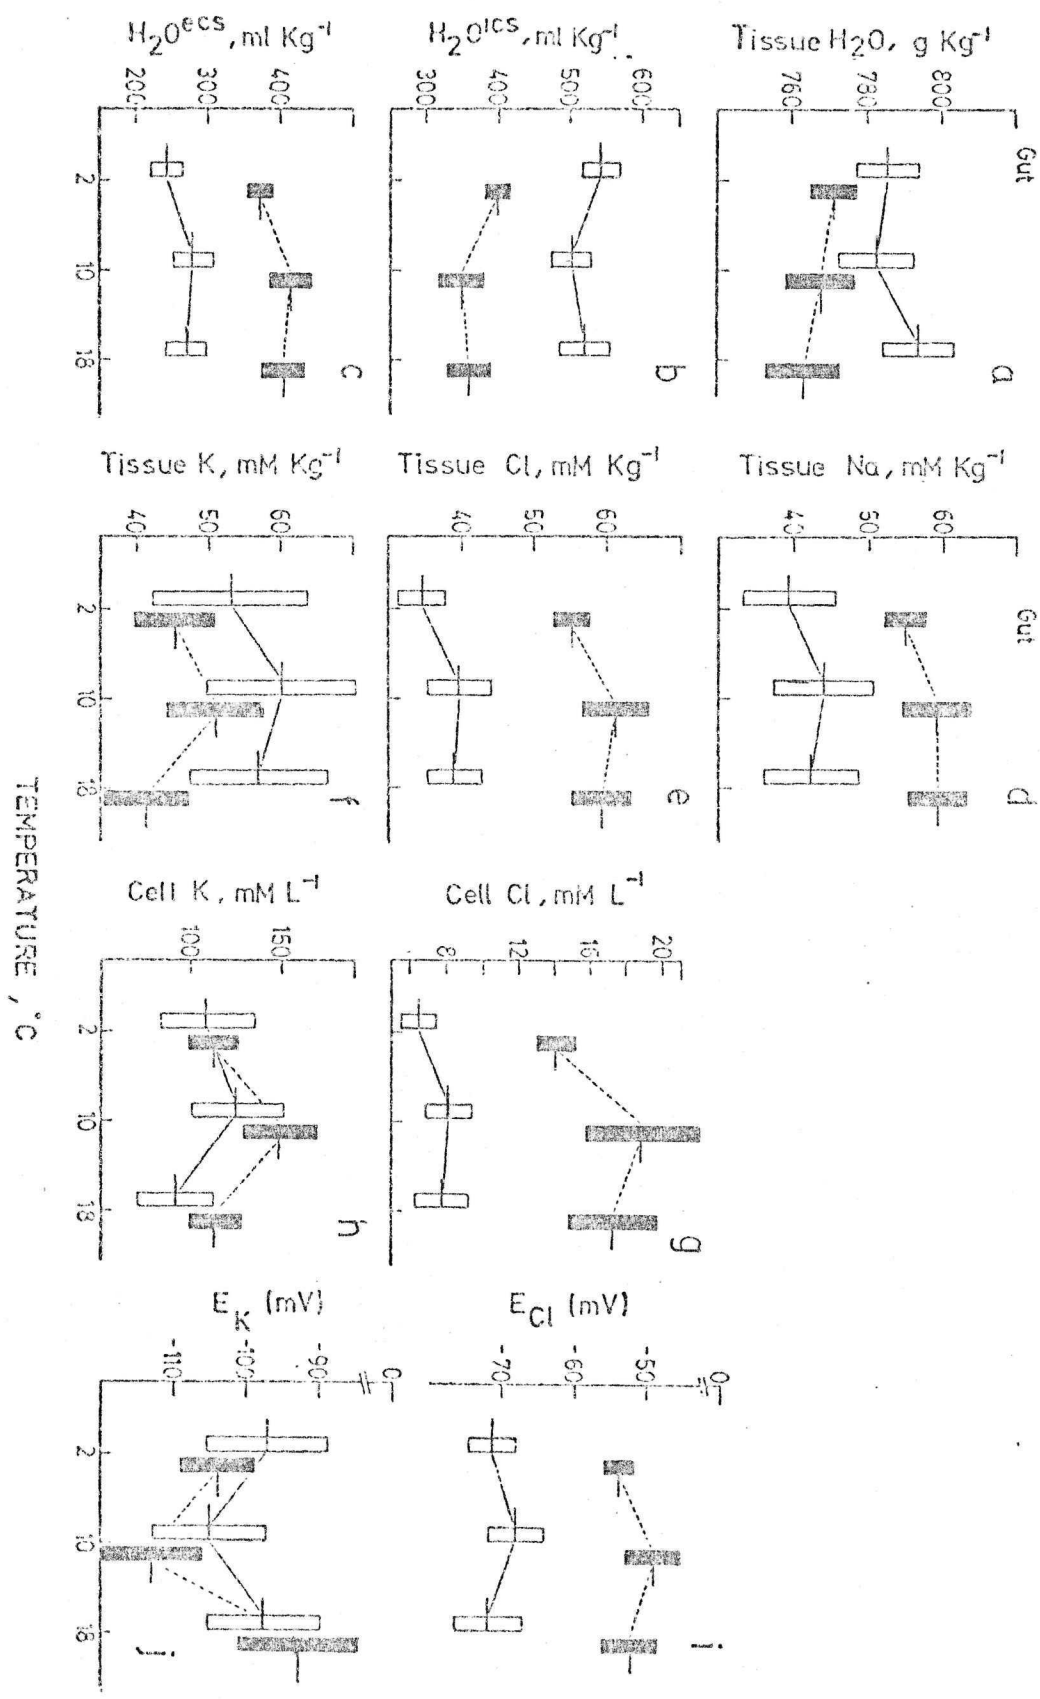 Gut
Tissue H2O, g Kg⁻¹
760 780 800
a
H2Oⁱᶜˢ, ml Kg⁻¹
300 400 500 600
b
H2Oᵉᶜˢ, ml Kg⁻¹
200 300 400
2 10 18
c
Gut
Tissue Na, mM Kg⁻¹
40 50 60
d
Tissue Cl, mM Kg⁻¹
40 50 60
e
Tissue K, mM Kg⁻¹
40 50 60
2 10 18
f
Cell Cl, mM L⁻¹
8 12 16 20
g
Cell K, mM L⁻¹
100 150
2 10 18
h
E_Cl (mV)
-70 -60 -50 0
i
E_K (mV)
-110 -100 -90 0
2 10 18
j
TEMPERATURE, °C